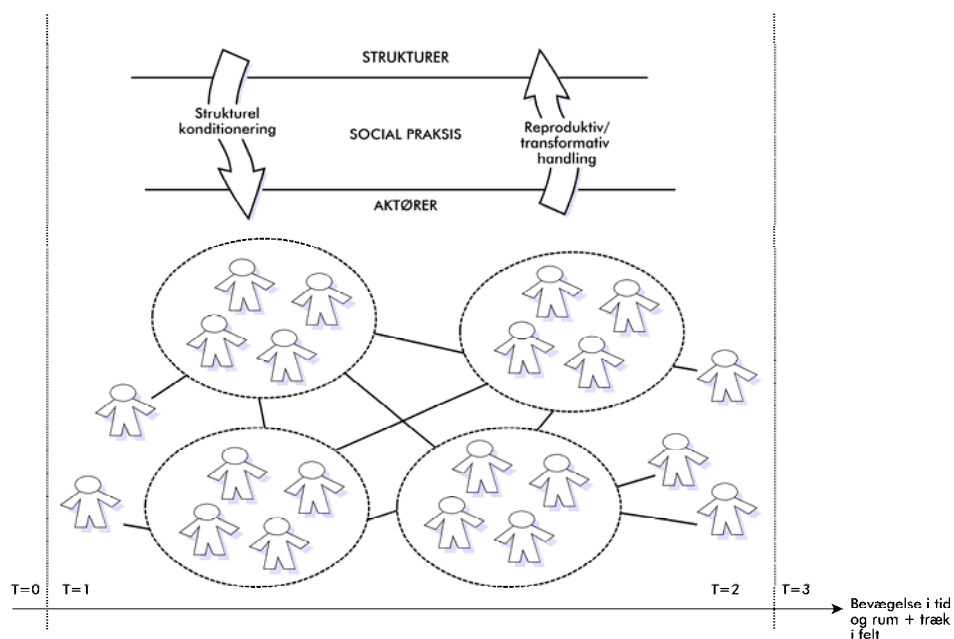 STRUKTURER
Strukturel
konditionering
SOCIAL PRAKSIS
Reproduktiv/
transformativ
handling
AKTØRER
T=0
T=1
T=2
T=3
Bevægelse i tid
og rum + træk
i felt